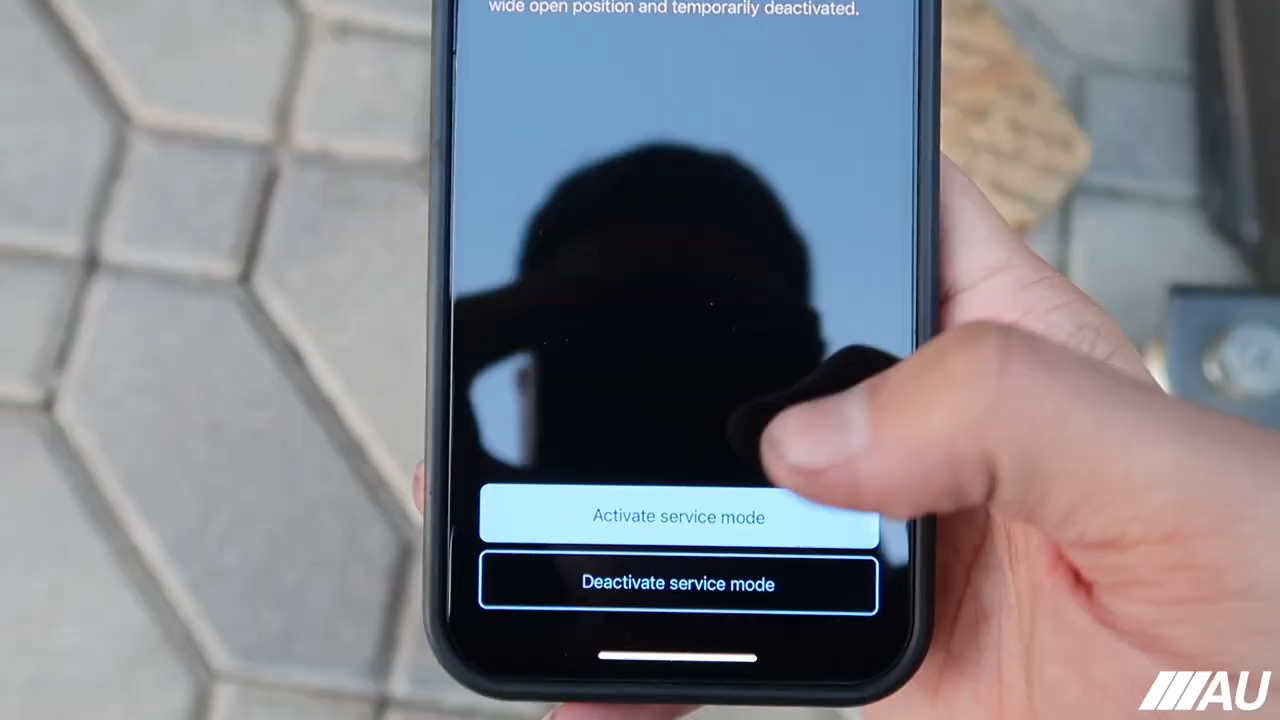 wide open position and temporarily deactivated.
Activate service mode
Deactivate service mode
///AU